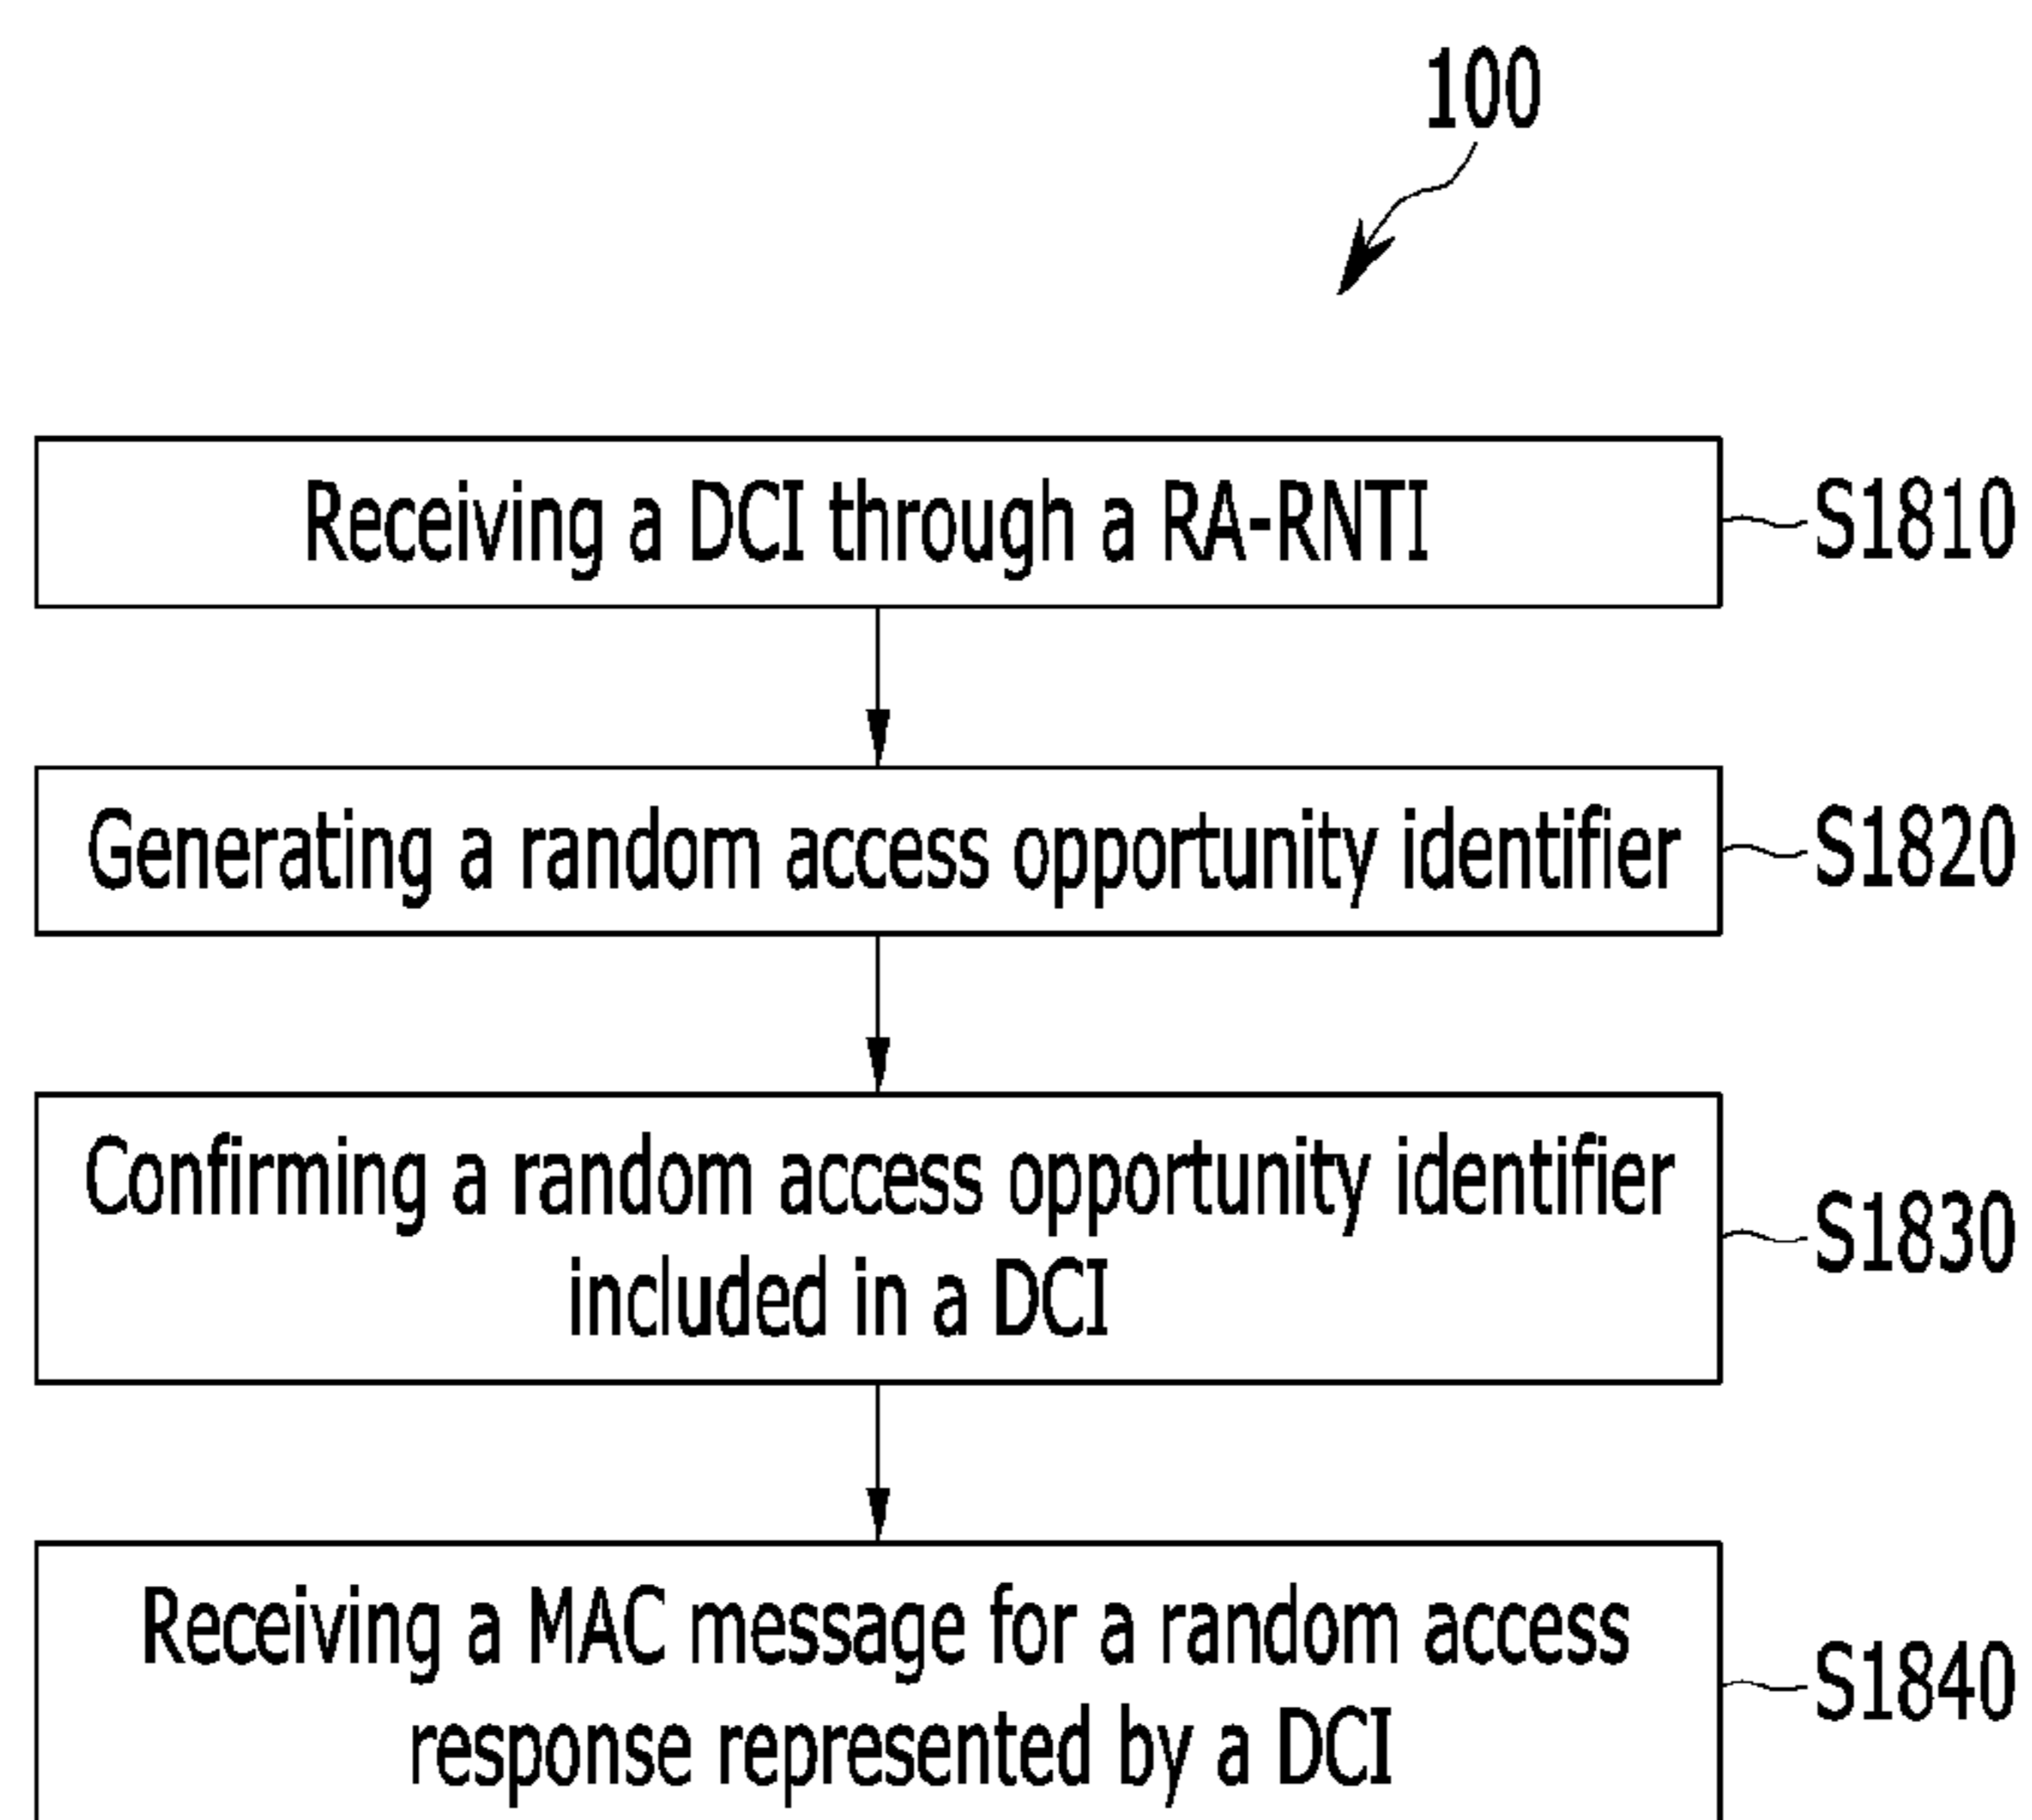 100
Receiving a DCI through a RA-RNTI
S1810
Generating a random access opportunity identifier
S1820
Confirming a random access opportunity identifier
included in a DCI
S1830
Receiving a MAC message for a random access
response represented by a DCI
S1840